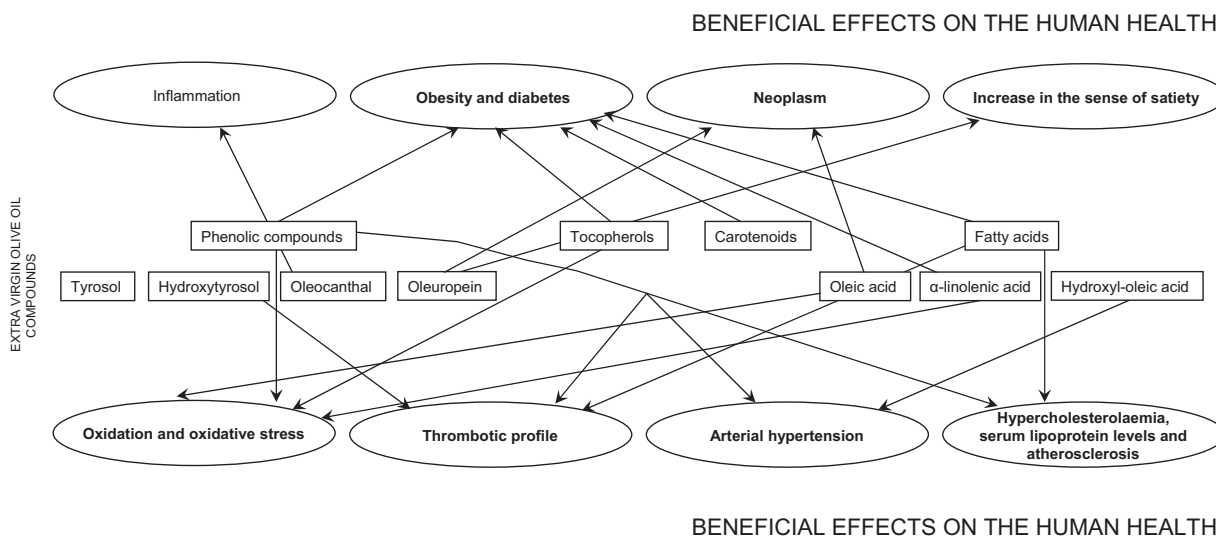 BENEFICIAL EFFECTS ON THE HUMAN HEALTH
Inflammation
Obesity and diabetes
Neoplasm
Increase in the sense of satiety
EXTRA VIRGIN OLIVE OIL
COMPOUNDS
Phenolic compounds
Tocopherols
Carotenoids
Fatty acids
Tyrosol
Hydroxytyrosol
Oleocanthal
Oleuropein
Oleic acid
α-linolenic acid
Hydroxyl-oleic acid
Oxidation and oxidative stress
Thrombotic profile
Arterial hypertension
Hypercholesterolaemia,
serum lipoprotein levels and
atherosclerosis
BENEFICIAL EFFECTS ON THE HUMAN HEALTH